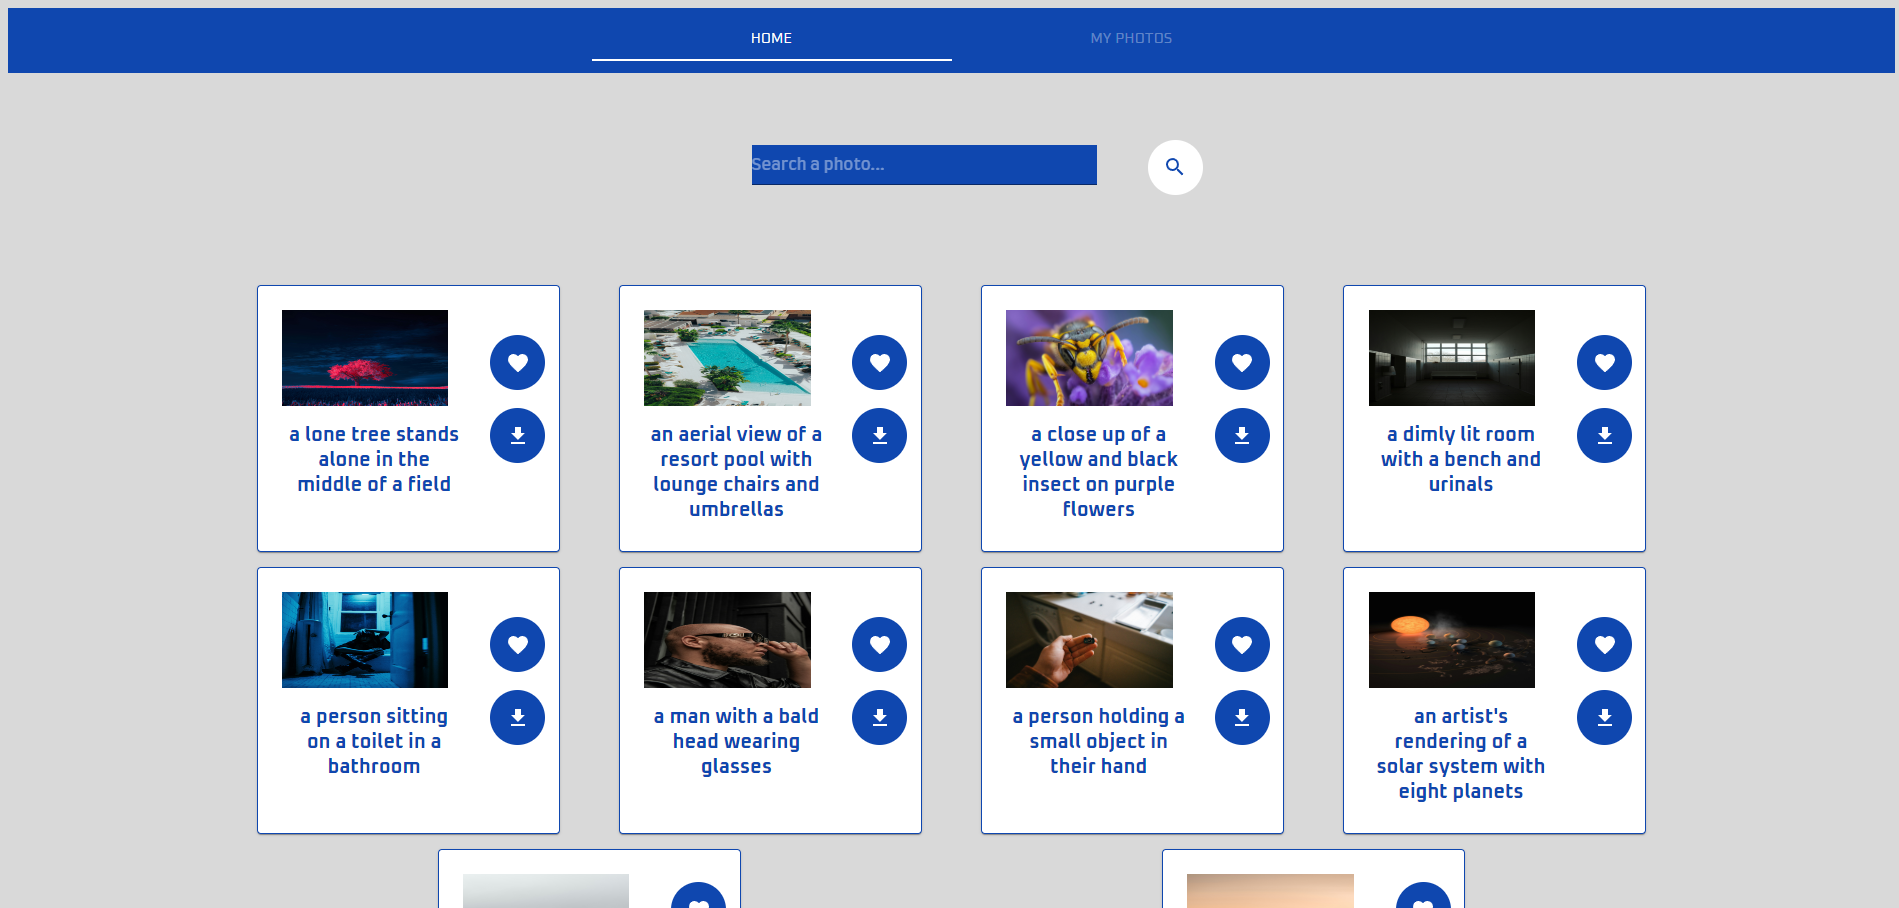 HOME
MY PHOTOS
Search a photo...
a lone tree stands
alone in the
middle of a field
an aerial view of a
resort pool with
lounge chairs and
umbrellas
a close up of a
yellow and black
insect on purple
flowers
a dimly lit room
with a bench and
urinals
a person sitting
on a toilet in a
bathroom
a man with a bald
head wearing
glasses
a person holding a
small object in
their hand
an artist's
rendering of a
solar system with
eight planets